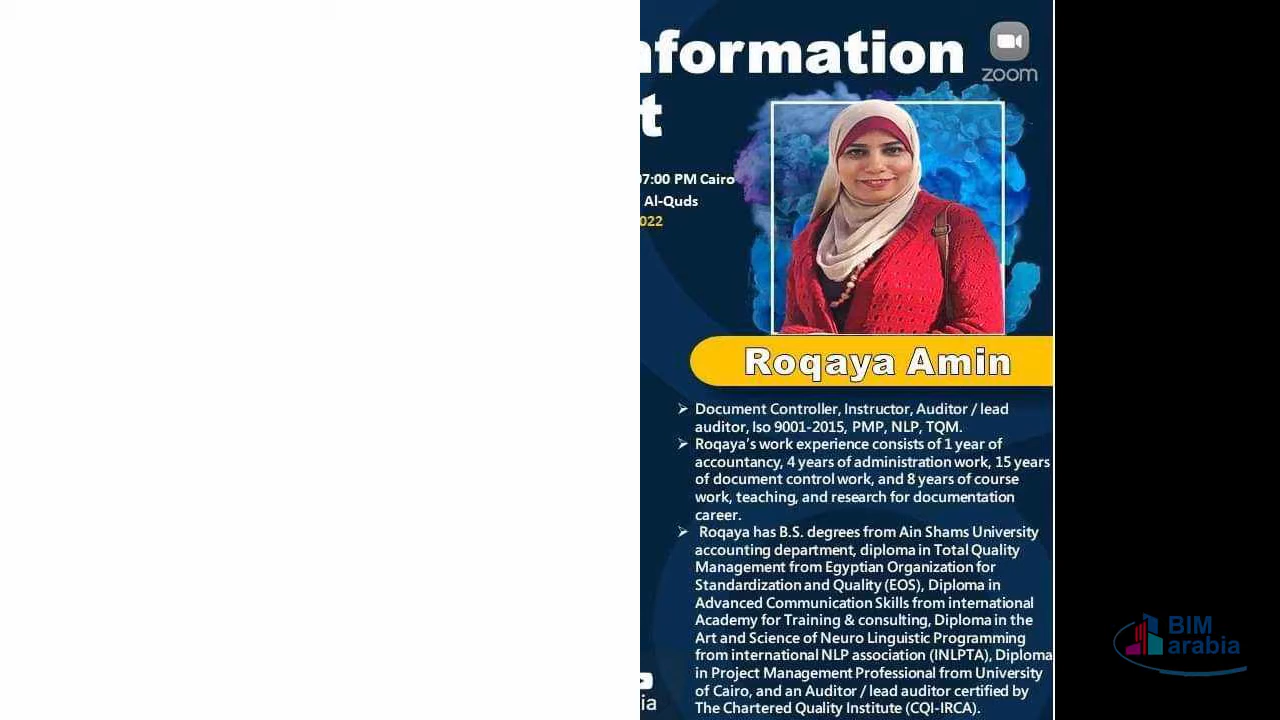 nformation
zoom
t
07:00 PM Cairo
Al-Quds
022
Roqaya Amin
➢ Document Controller, Instructor, Auditor / lead
auditor, Iso 9001-2015, PMP, NLP, TQM.
➢ Roqaya's work experience consists of 1 year of
accountancy, 4 years of administration work, 15 years
of document control work, and 8 years of course
work, teaching, and research for documentation
career.
➢ Roqaya has B.S. degrees from Ain Shams University
accounting department, diploma in Total Quality
Management from Egyptian Organization for
Standardization and Quality (EOS), Diploma in
Advanced Communication Skills from international
Academy for Training & consulting, Diploma in the
Art and Science of Neuro Linguistic Programming
from international NLP association (INLPTA), Diploma
in Project Management Professional from University
of Cairo, and an Auditor / lead auditor certified by
The Chartered Quality Institute (CQI-IRCA).
ia
BIM
arabia